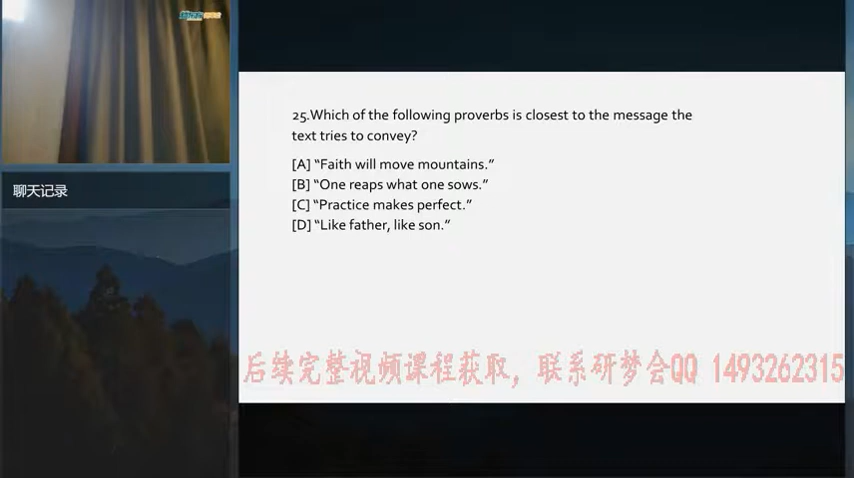 聊天记录
25.Which of the following proverbs is closest to the message the
text tries to convey?
[A] “Faith will move mountains.”
[B] “One reaps what one sows.”
[C] “Practice makes perfect.”
[D] “Like father, like son.”
后续完整视频课程获取，联系研梦会QQ 1493262315